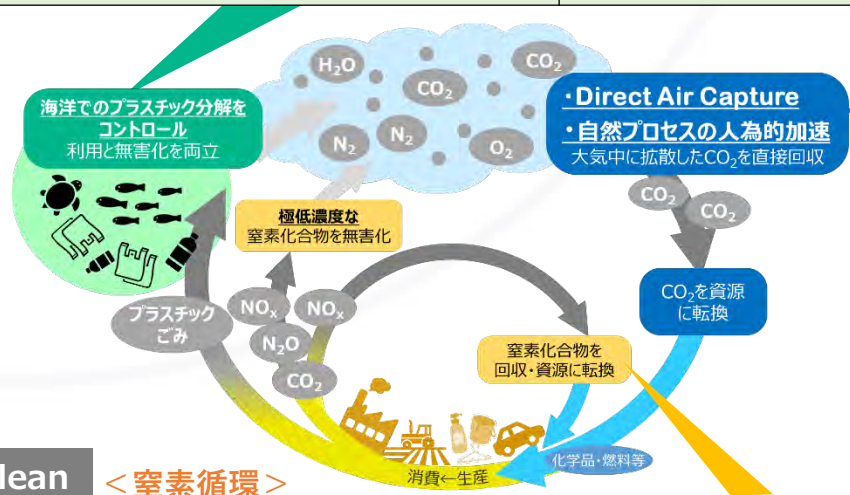 H₂O
CO₂
CO₂
N₂
N₂
O₂
海洋でのプラスチック分解を
コントロール
利用と無害化を両立
・Direct Air Capture
・自然プロセスの人為的加速
大気中に拡散したCO₂を直接回収
CO₂
CO₂
極低濃度な
窒素化合物を無害化
プラスチック
ごみ
NOₓ
NOₓ
N₂O
CO₂
CO₂を資源
に転換
窒素化合物を
回収・資源に転換
化学品・燃料等
消費←生産
lean
＜窒素循環＞